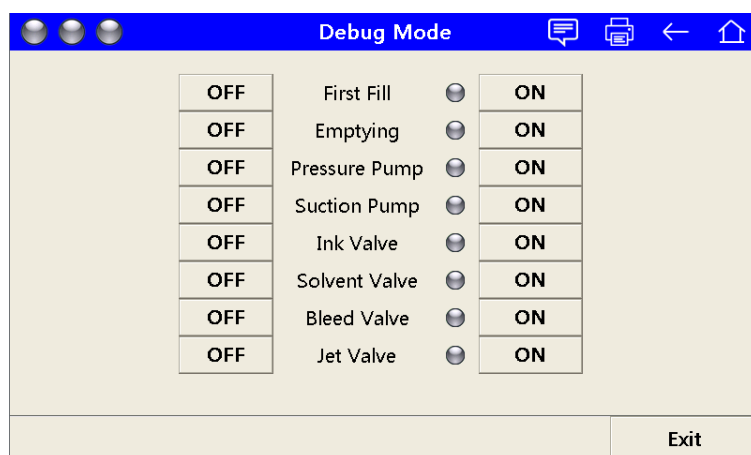 Debug Mode
OFF First Fill ON
OFF Emptying ON
OFF Pressure Pump ON
OFF Suction Pump ON
OFF Ink Valve ON
OFF Solvent Valve ON
OFF Bleed Valve ON
OFF Jet Valve ON
Exit